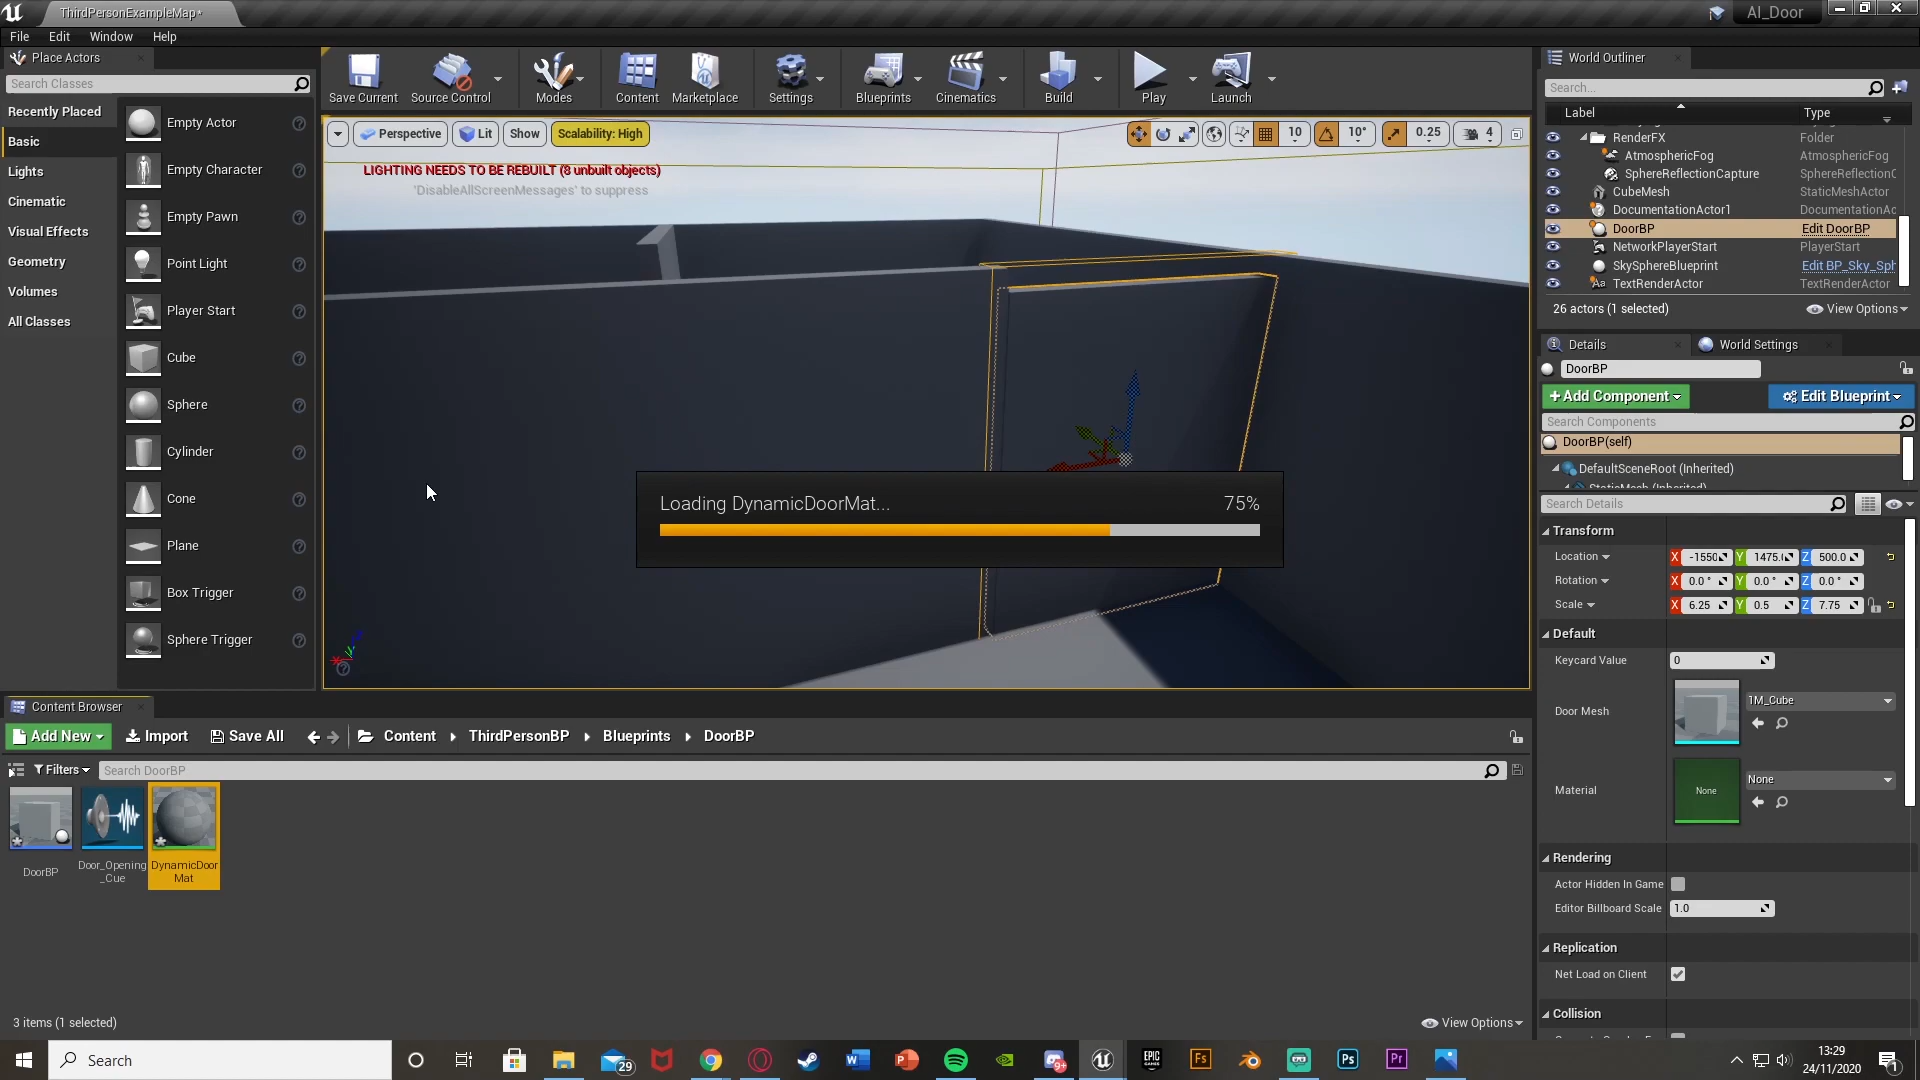 ThirdPersonExampleMap*
AI_Door
File Edit Window Help
Place Actors
Search Classes
Recently Placed
Basic
Lights
Cinematic
Visual Effects
Geometry
Volumes
All Classes
Empty Actor
Empty Character
Empty Pawn
Point Light
Player Start
Cube
Sphere
Cylinder
Cone
Plane
Box Trigger
Sphere Trigger
Save Current Source Control Modes Content Marketplace Settings Blueprints Cinematics Build Play Launch
Perspective Lit Show Scalability: High 10 10° 0.25 4
LIGHTING NEEDS TO BE REBUILT (8 unbuilt objects)
'DisableAllScreenMessages' to suppress
Loading DynamicDoorMat... 75%
World Outliner
Search...
Label Type
RenderFX Folder
AtmosphericFog AtmosphericFog
SphereReflectionCapture SphereReflectionC
CubeMesh StaticMeshActor
DocumentationActor1 DocumentationAc
DoorBP Edit DoorBP
NetworkPlayerStart PlayerStart
SkySphereBlueprint Edit BP_Sky_Sph
TextRenderActor TextRenderActor
26 actors (1 selected) View Options
Details World Settings
DoorBP
+Add Component Edit Blueprint
Search Components
DoorBP(self)
DefaultSceneRoot (Inherited)
StaticMesh (Inherited)
Search Details
Transform
Location X -1550 Y 1475.( Z 500.0
Rotation X 0.0 ° Y 0.0 ° Z 0.0 °
Scale X 6.25 Y 0.5 Z 7.75
Default
Keycard Value 0
Door Mesh 1M_Cube
Material None None
Rendering
Actor Hidden In Game
Editor Billboard Scale 1.0
Replication
Net Load on Client
Collision
Content Browser
Add New Import Save All Content ThirdPersonBP Blueprints DoorBP
Filters Search DoorBP
DoorBP
Door_Opening
_Cue
DynamicDoor
Mat
3 items (1 selected) View Options
Search
29
W
P
9+
EPIC
GAMES
Fs
Ps
Pr
13:29
24/11/2020
1